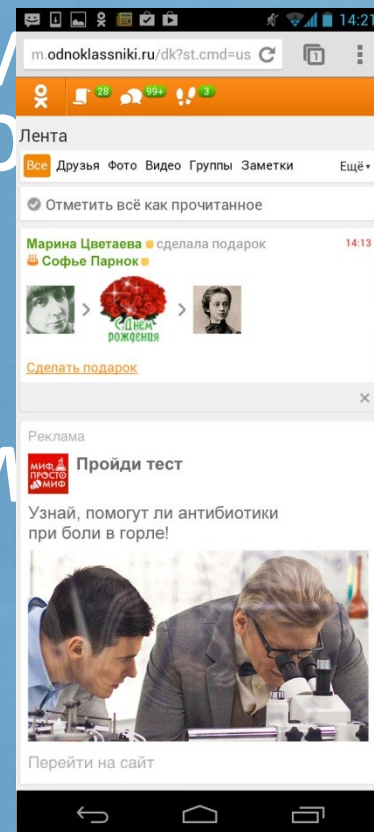 14:21
m.odnoklassniki.ru/dk?st.cmd=us
1
28 99+ 3
Лента
Все Друзья Фото Видео Группы Заметки Ещё
Отметить всё как прочитанное
Марина Цветаева сделала подарок 14:13
Софье Парнок
С Днём
рождения
Сделать подарок
Реклама
МИФ
ПРОСТО
МИФ
Пройди тест
Узнай, помогут ли антибиотики
при боли в горле!
Перейти на сайт